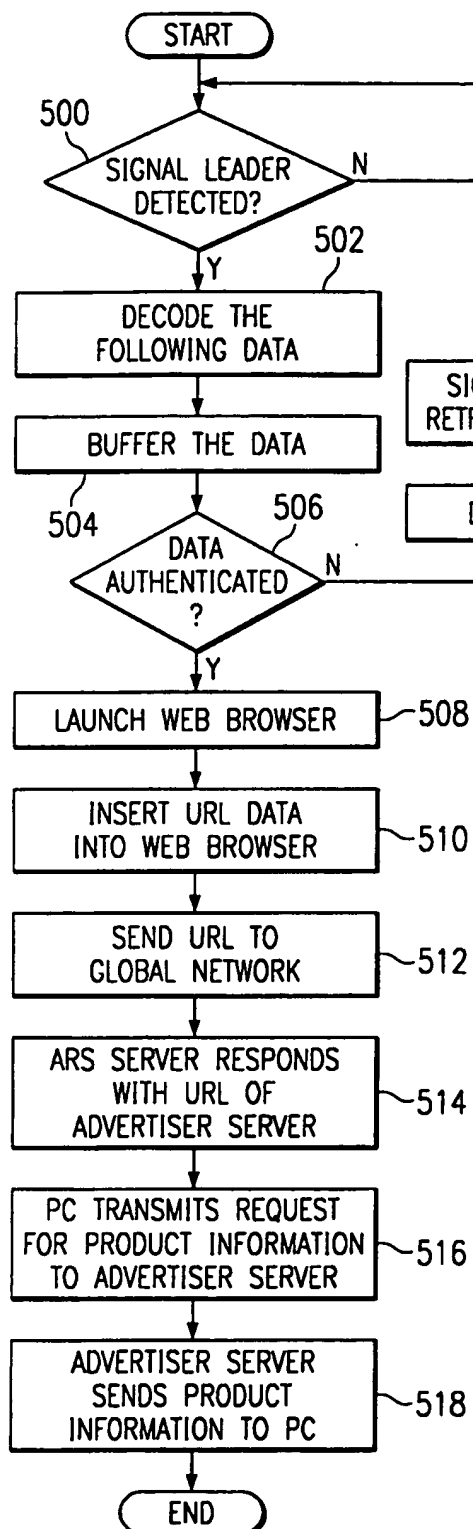 START
500
SIGNAL LEADER
DETECTED?
N
Y
502
DECODE THE
FOLLOWING DATA
BUFFER THE DATA
504
506
DATA
AUTHENTICATED
?
N
Y
LAUNCH WEB BROWSER
508
INSERT URL DATA
INTO WEB BROWSER
510
SEND URL TO
GLOBAL NETWORK
512
ARS SERVER RESPONDS
WITH URL OF
ADVERTISER SERVER
514
PC TRANSMITS REQUEST
FOR PRODUCT INFORMATION
TO ADVERTISER SERVER
516
ADVERTISER SERVER
SENDS PRODUCT
INFORMATION TO PC
518
END